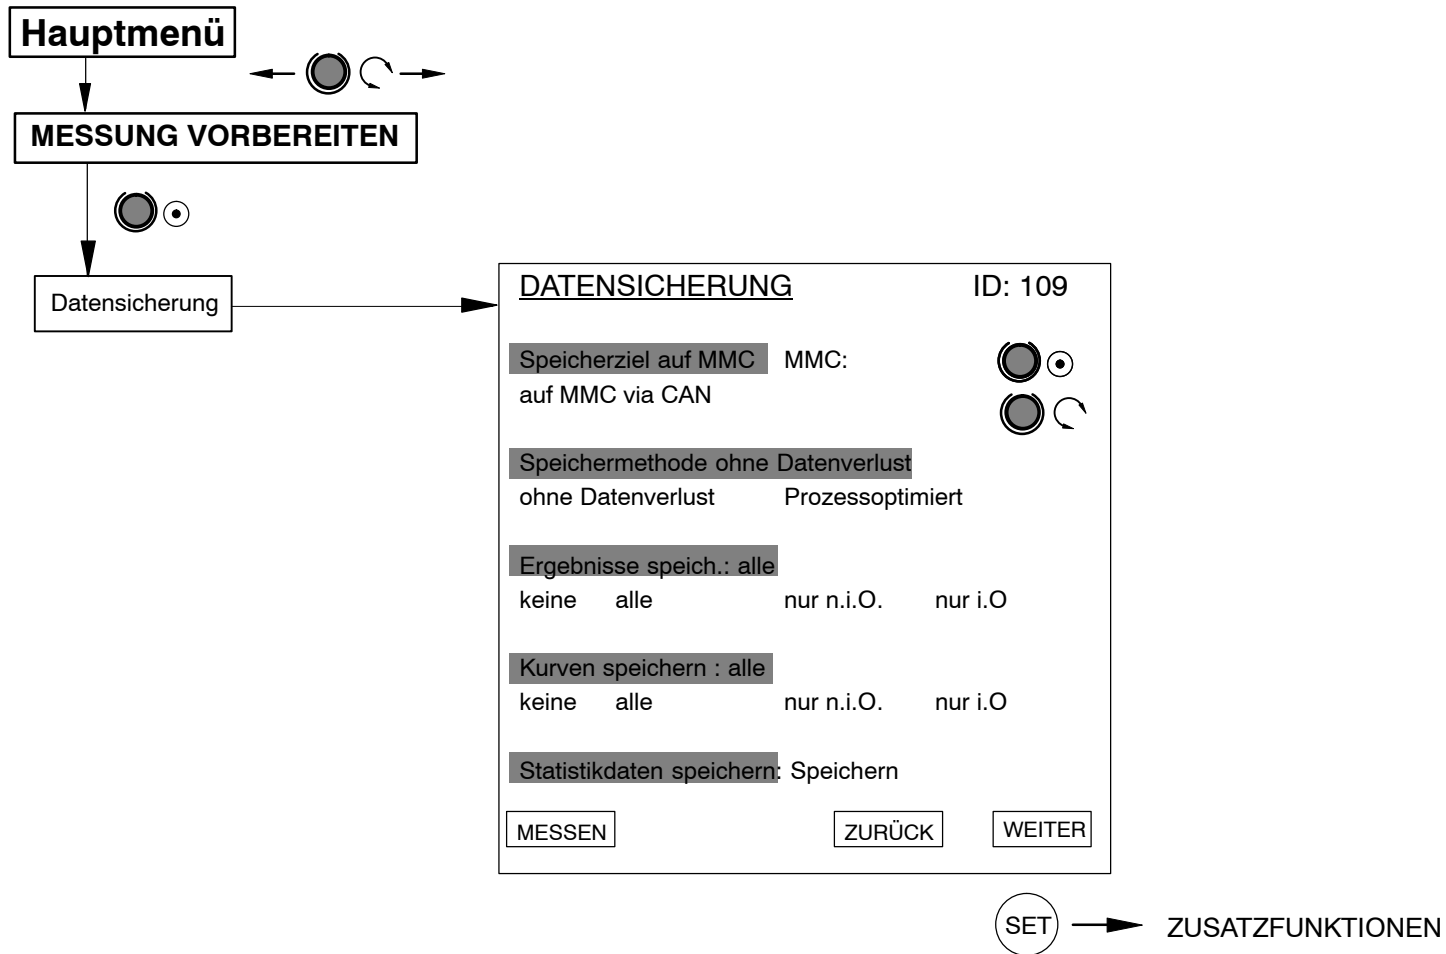 Hauptmenü
MESSUNG VORBEREITEN
Datensicherung
DATENSICHERUNG ID: 109
Speicherziel auf MMC MMC:
auf MMC via CAN
Speichermethode ohne Datenverlust
ohne Datenverlust Prozessoptimiert
Ergebnisse speich.: alle
keine alle nur n.i.O. nur i.O
Kurven speichern : alle
keine alle nur n.i.O. nur i.O
Statistikdaten speichern: Speichern
MESSEN ZURÜCK WEITER
SET ZUSATZFUNKTIONEN